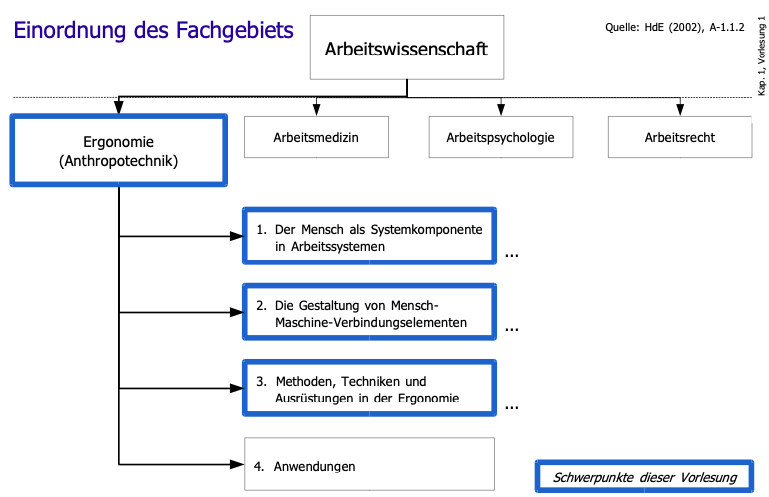 Einordnung des Fachgebiets
Arbeitswissenschaft
Quelle: HdE (2002), A-1.1.2
Kap. 1, Vorlesung 1
Ergonomie
(Anthropotechnik)
Arbeitsmedizin
Arbeitspsychologie
Arbeitsrecht
1. Der Mensch als Systemkomponente
in Arbeitssystemen
...
2. Die Gestaltung von Mensch-
Maschine-Verbindungselementen
...
3. Methoden, Techniken und
Ausrüstungen in der Ergonomie
...
4. Anwendungen
Schwerpunkte dieser Vorlesung